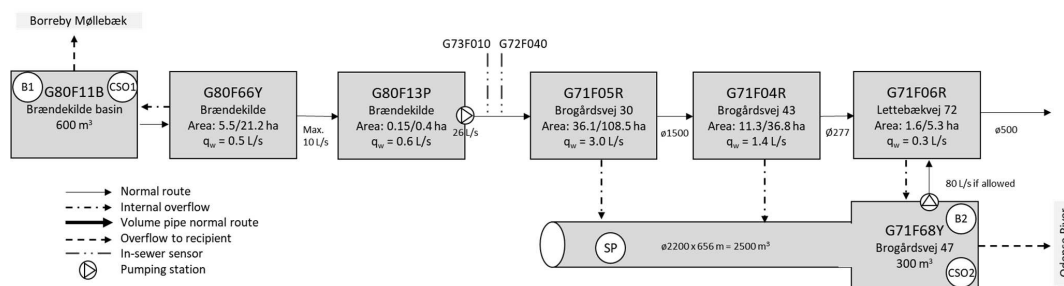 Borreby Møllebæk
B1
CSO1
G80F11B
Brændekilde basin
600 m³
G80F66Y
Brændekilde
Area: 5.5/21.2 ha
q_w = 0.5 L/s
Max.
10 L/s
G80F13P
Brændekilde
Area: 0.15/0.4 ha
q_w = 0.6 L/s
26 L/s
G73F010
G72F040
G71F05R
Brogårdsvej 30
Area: 36.1/108.5 ha
q_w = 3.0 L/s
ø1500
G71F04R
Brogårdsvej 43
Area: 11.3/36.8 ha
q_w = 1.4 L/s
Ø277
G71F06R
Lettebækvej 72
Area: 1.6/5.3 ha
q_w = 0.3 L/s
ø500
80 L/s if allowed
Normal route
Internal overflow
Volume pipe normal route
Overflow to recipient
In-sewer sensor
Pumping station
SP
ø2200 x 656 m = 2500 m³
B2
G71F68Y
Brogårdsvej 47
300 m³
CSO2
Odense River